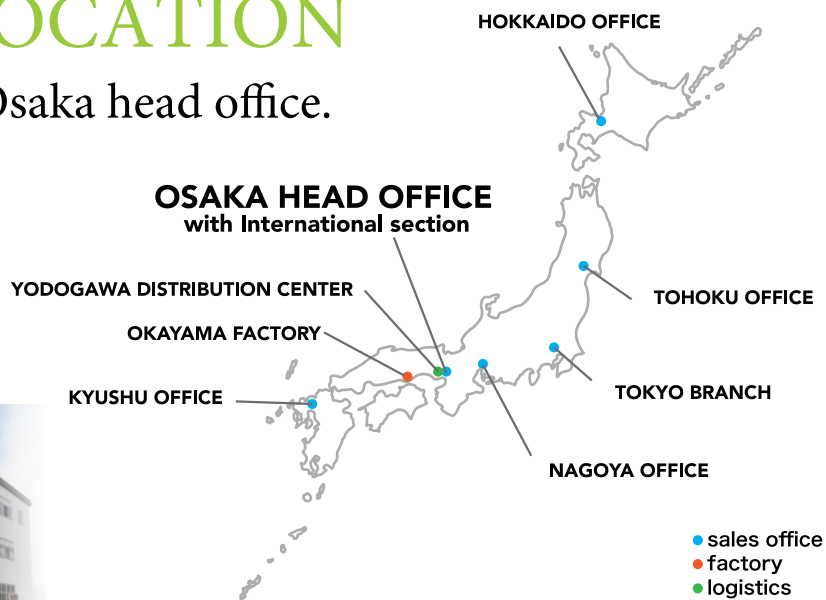 OCATION
Osaka head office.
HOKKAIDO OFFICE
OSAKA HEAD OFFICE
with International section
YODOGAWA DISTRIBUTION CENTER
TOHOKU OFFICE
OKAYAMA FACTORY
KYUSHU OFFICE
TOKYO BRANCH
NAGOYA OFFICE
sales office
factory
logistics